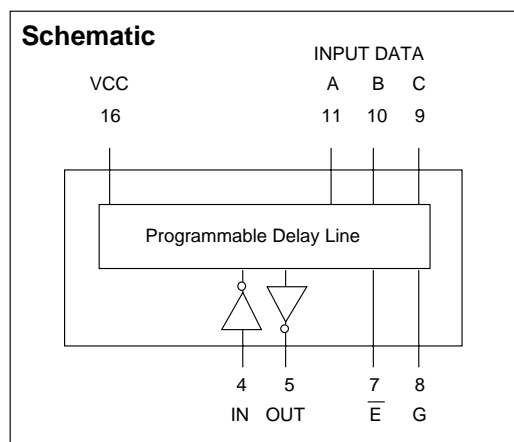 Schematic
INPUT DATA
VCC A B C
16 11 10 9
Programmable Delay Line
4 5 7 8
IN OUT E̅ G